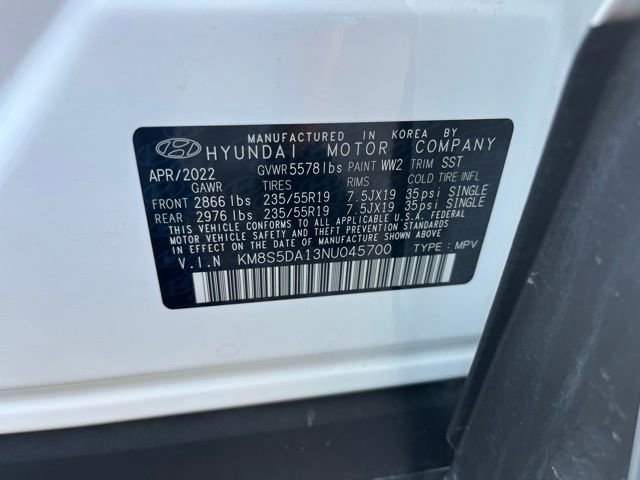 MANUFACTURED IN KOREA BY
HYUNDAI MOTOR COMPANY
APR/2022 GVWR 5578 lbs PAINT WW2 TRIM SST
GAWR TIRES RIMS COLD TIRE INFL
FRONT 2866 lbs 235/55R19 7.5JX19 35psi SINGLE
REAR 2976 lbs 235/55R19 7.5JX19 35psi SINGLE
THIS VEHICLE CONFORMS TO ALL APPLICABLE U.S.A. FEDERAL
MOTOR VEHICLE SAFETY AND THEFT PREVENTION STANDARDS
IN EFFECT ON THE DATE OF MANUFACTURE SHOWN ABOVE.
V.I.N KM8S5DA13NU045700 TYPE : MPV